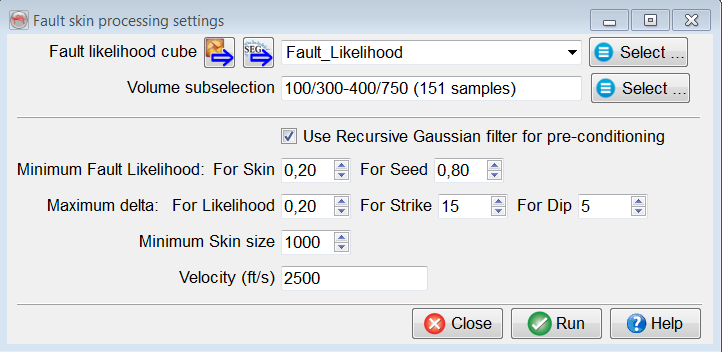 Fault skin processing settings
Fault likelihood cube SEG Fault_Likelihood Select ...
Volume subselection 100/300-400/750 (151 samples) Select ...
Use Recursive Gaussian filter for pre-conditioning
Minimum Fault Likelihood: For Skin 0,20 For Seed 0,80
Maximum delta: For Likelihood 0,20 For Strike 15 For Dip 5
Minimum Skin size 1000
Velocity (ft/s) 2500
Close Run Help